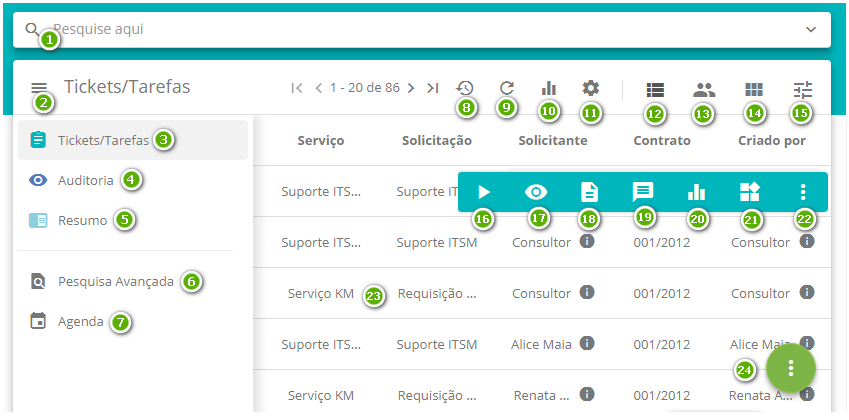 Pesquise aqui
1
Tickets/Tarefas 1 - 20 de 86
2 8 9 10 11 12 13 14 15
Tickets/Tarefas 3 Serviço Solicitação Solicitante Contrato Criado por
Auditoria 4 Suporte ITS... Suporte IT
16 17 18 19 20 21 22
Resumo 5
Suporte ITS... Suporte ITSM Consultor 001/2012 Consultor
Pesquisa Avançada 6 Serviço KM 23 Requisição ... Consultor 001/2012 Consultor
Agenda 7
Suporte ITS... Suporte ITSM Alice Maia 001/2012 Alice Maia
24
Serviço KM Requisição ... Renata ... 001/2012 Renata A...